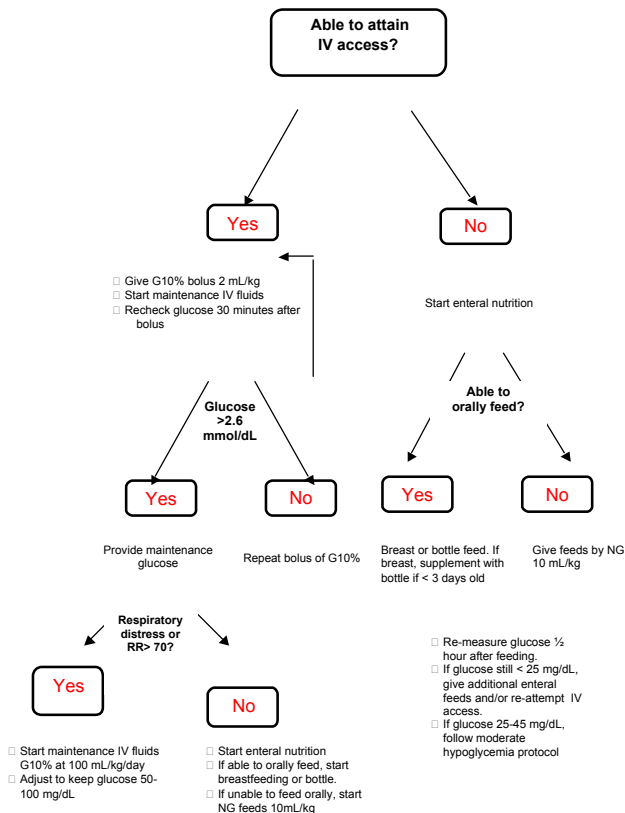 Able to attain
IV access?
Yes
No
□ Give G10% bolus 2 mL/kg
□ Start maintenance IV fluids
□ Recheck glucose 30 minutes after
bolus
Start enteral nutrition
Glucose
>2.6
mmol/dL
Able to
orally feed?
Yes
No
Yes
No
Provide maintenance
glucose
Repeat bolus of G10%
Breast or bottle feed. If
breast, supplement with
bottle if < 3 days old
Give feeds by NG
10 mL/kg
Respiratory
distress or
RR> 70?
Yes
No
□ Start maintenance IV fluids
G10% at 100 mL/kg/day
□ Adjust to keep glucose 50-
100 mg/dL
□ Start enteral nutrition
□ If able to orally feed, start
breastfeeding or bottle.
□ If unable to feed orally, start
NG feeds 10mL/kg
□ Re-measure glucose ½
hour after feeding.
□ If glucose still < 25 mg/dL,
give additional enteral
feeds and/or re-attempt IV
access.
□ If glucose 25-45 mg/dL,
follow moderate
hypoglycemia protocol